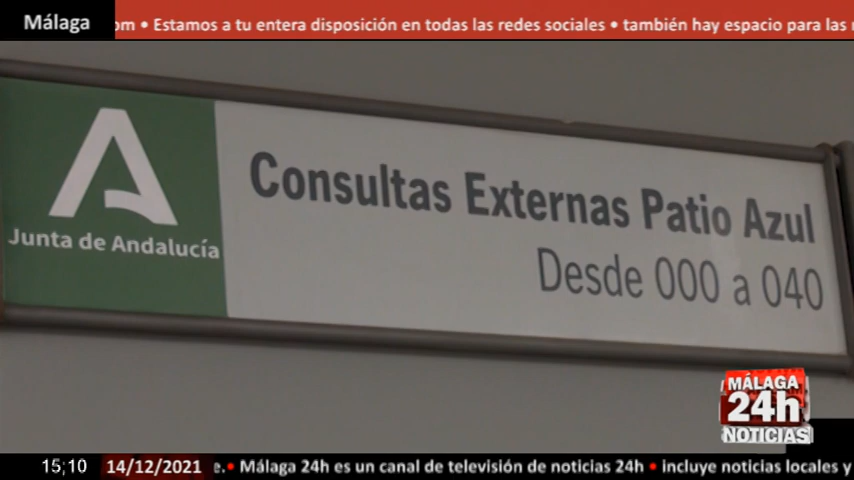 Málaga
om • Estamos a tu entera disposición en todas las redes sociales • también hay espacio para las
Consultas Externas Patio Azul
Junta de Andalucía
Desde 000 a 040
MÁLAGA
24h
NOTICIAS
15:10 14/12/2021 e.• Málaga 24h es un canal de televisión de noticias 24h • incluye noticias locales y